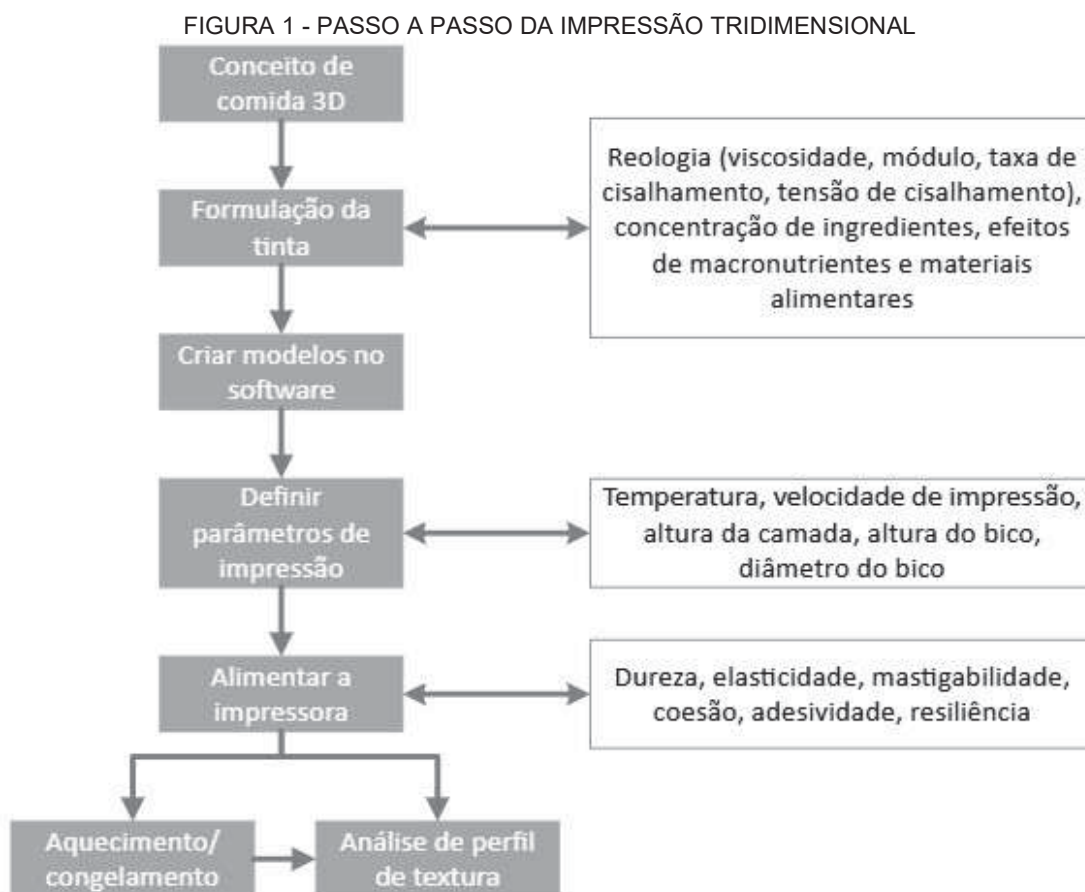 FIGURA 1 - PASSO A PASSO DA IMPRESSÃO TRIDIMENSIONAL
Conceito de
comida 3D
Formulação da
tinta
Reologia (viscosidade, módulo, taxa de
cisalhamento, tensão de cisalhamento),
concentração de ingredientes, efeitos
de macronutrientes e materiais
alimentares
Criar modelos no
software
Definir
parâmetros de
impressão
Temperatura, velocidade de impressão,
altura da camada, altura do bico,
diâmetro do bico
Alimentar a
impressora
Dureza, elasticidade, mastigabilidade,
coesão, adesividade, resiliência
Aquecimento/
congelamento
Análise de perfil
de textura